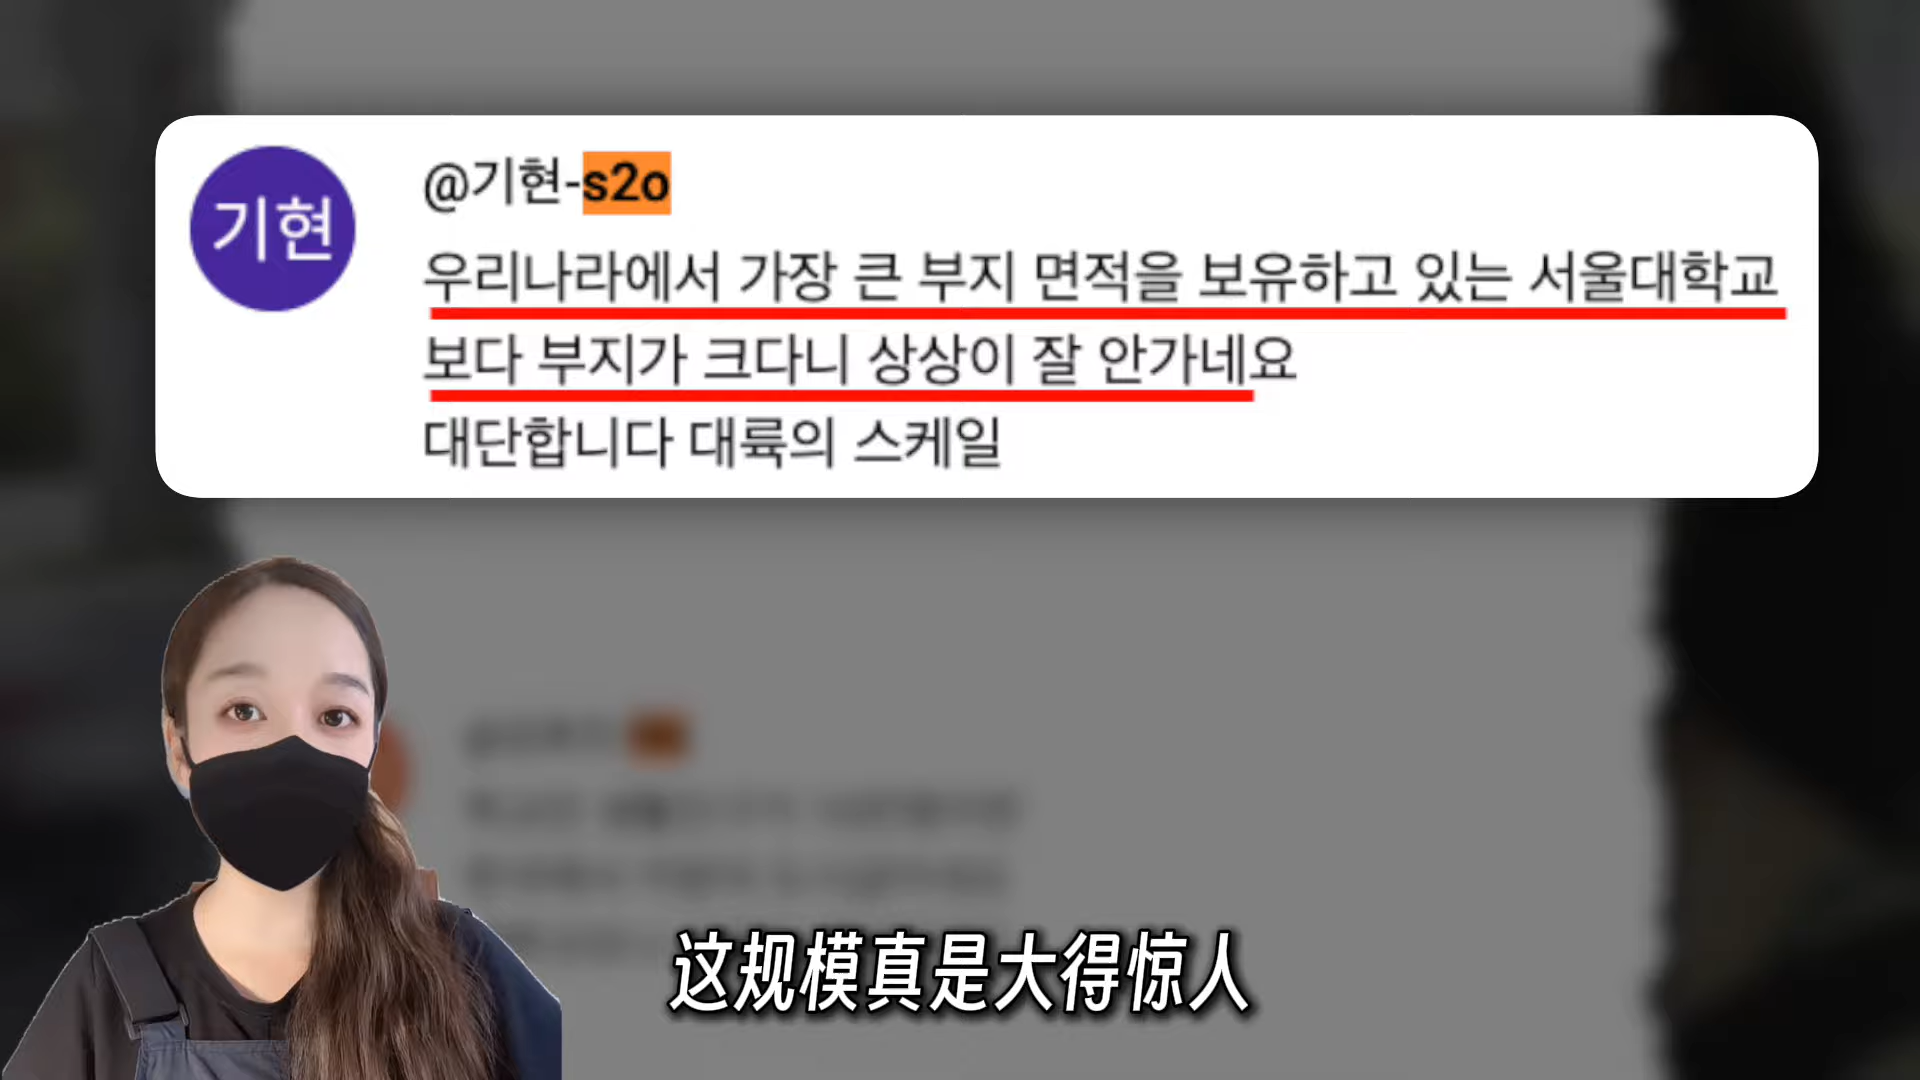 기현
@기현-s2o
우리나라에서 가장 큰 부지 면적을 보유하고 있는 서울대학교
보다 부지가 크다니 상상이 잘 안가네요
대단합니다 대륙의 스케일
这规模真是大得惊人